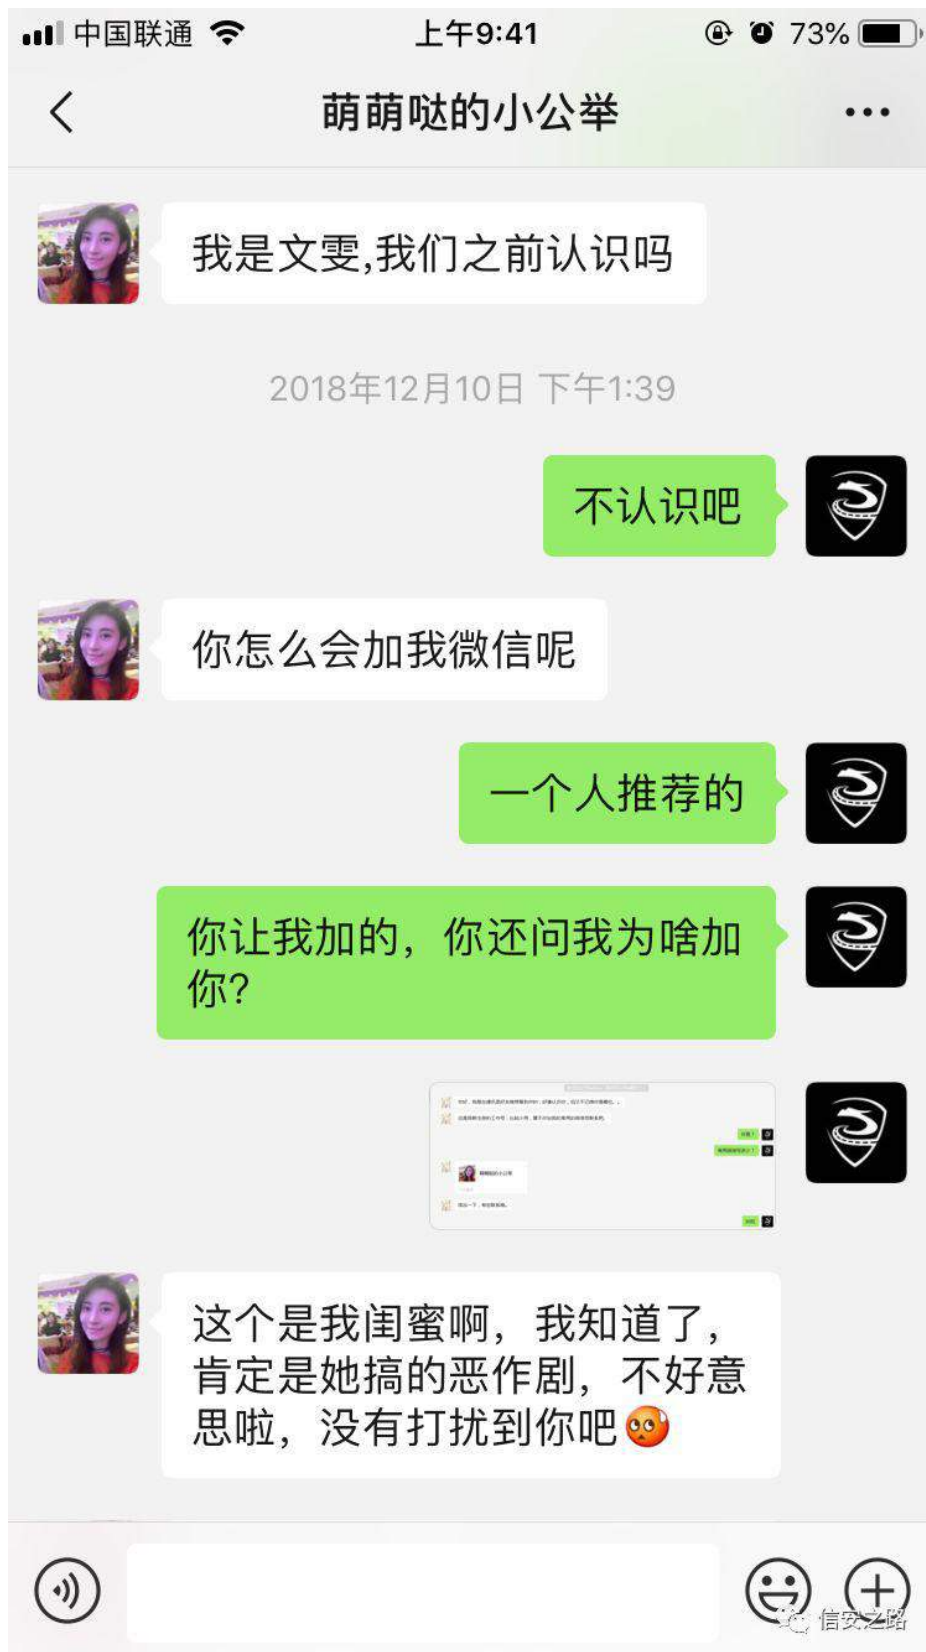 中国联通
上午9:41
73%
萌萌哒的小公举
我是文雯,我们之前认识吗
2018年12月10日 下午1:39
不认识吧
你怎么会加我微信呢
一个人推荐的
你让我加的，你还问我为啥加
你?
这个是我闺蜜啊，我知道了，
肯定是她搞的恶作剧，不好意
思啦，没有打扰到你吧
信安之路